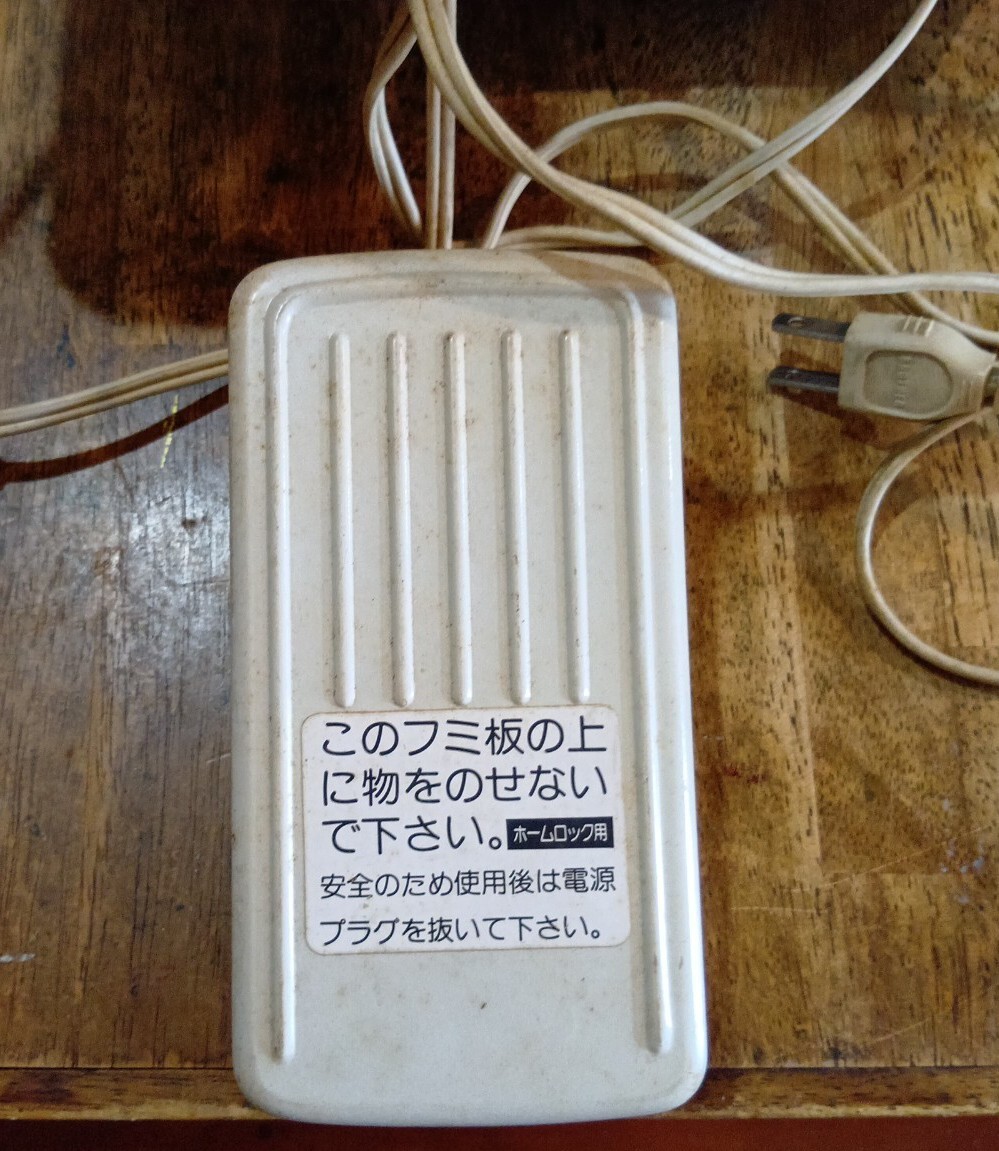 このフミ板の上
に物をのせない
で下さい。ホームロック用
安全のため使用後は電源
プラグを抜いて下さい。